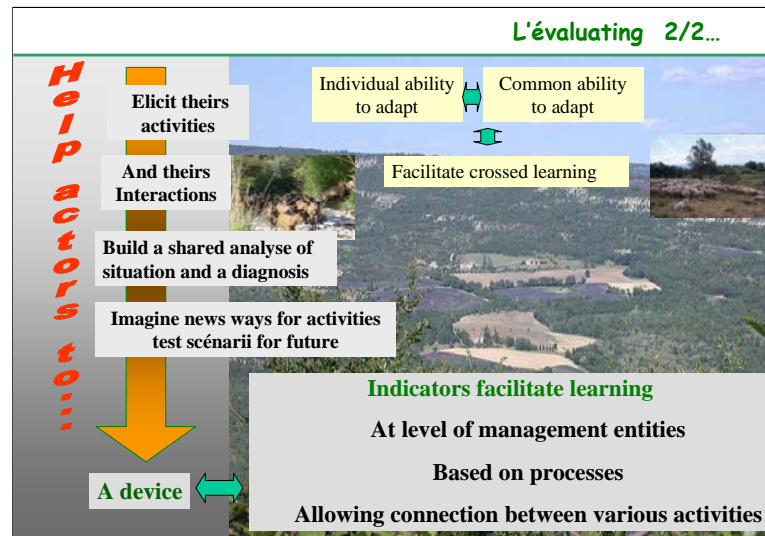 L'évaluating 2/2...
Help actors to...
Elicit theirs
activities
And theirs
Interactions
Build a shared analyse of
situation and a diagnosis
Imagine news ways for activities
test scénarii for future
A device
Individual ability
to adapt
Common ability
to adapt
Facilitate crossed learning
Indicators facilitate learning
At level of management entities
Based on processes
Allowing connection between various activities